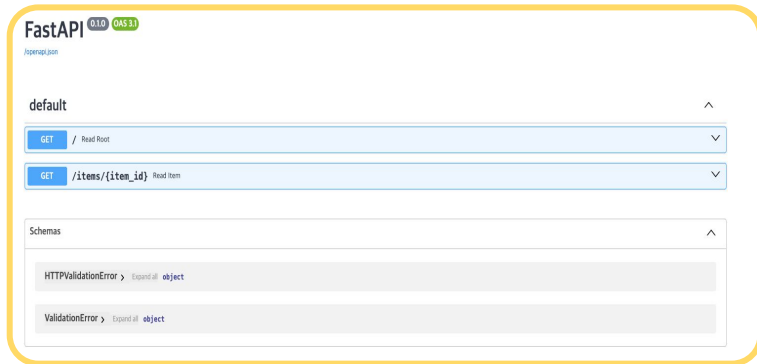 FastAPI 0.1.0 OAS 3.1
/openapi.json
default
GET / Read Root
GET /items/{item_id} Read Item
Schemas
HTTPValidationError Expand all object
ValidationError Expand all object